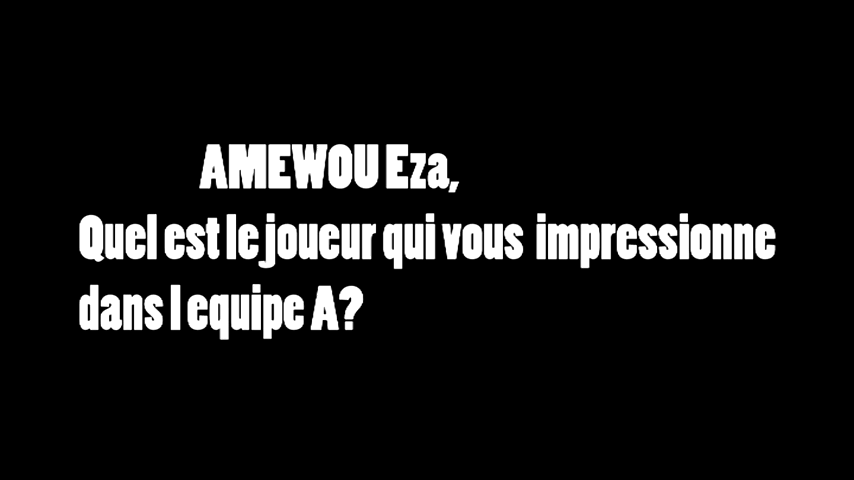 AMEWOU Eza,
Quel est le joueur qui vous impressionne
dans l equipe A?